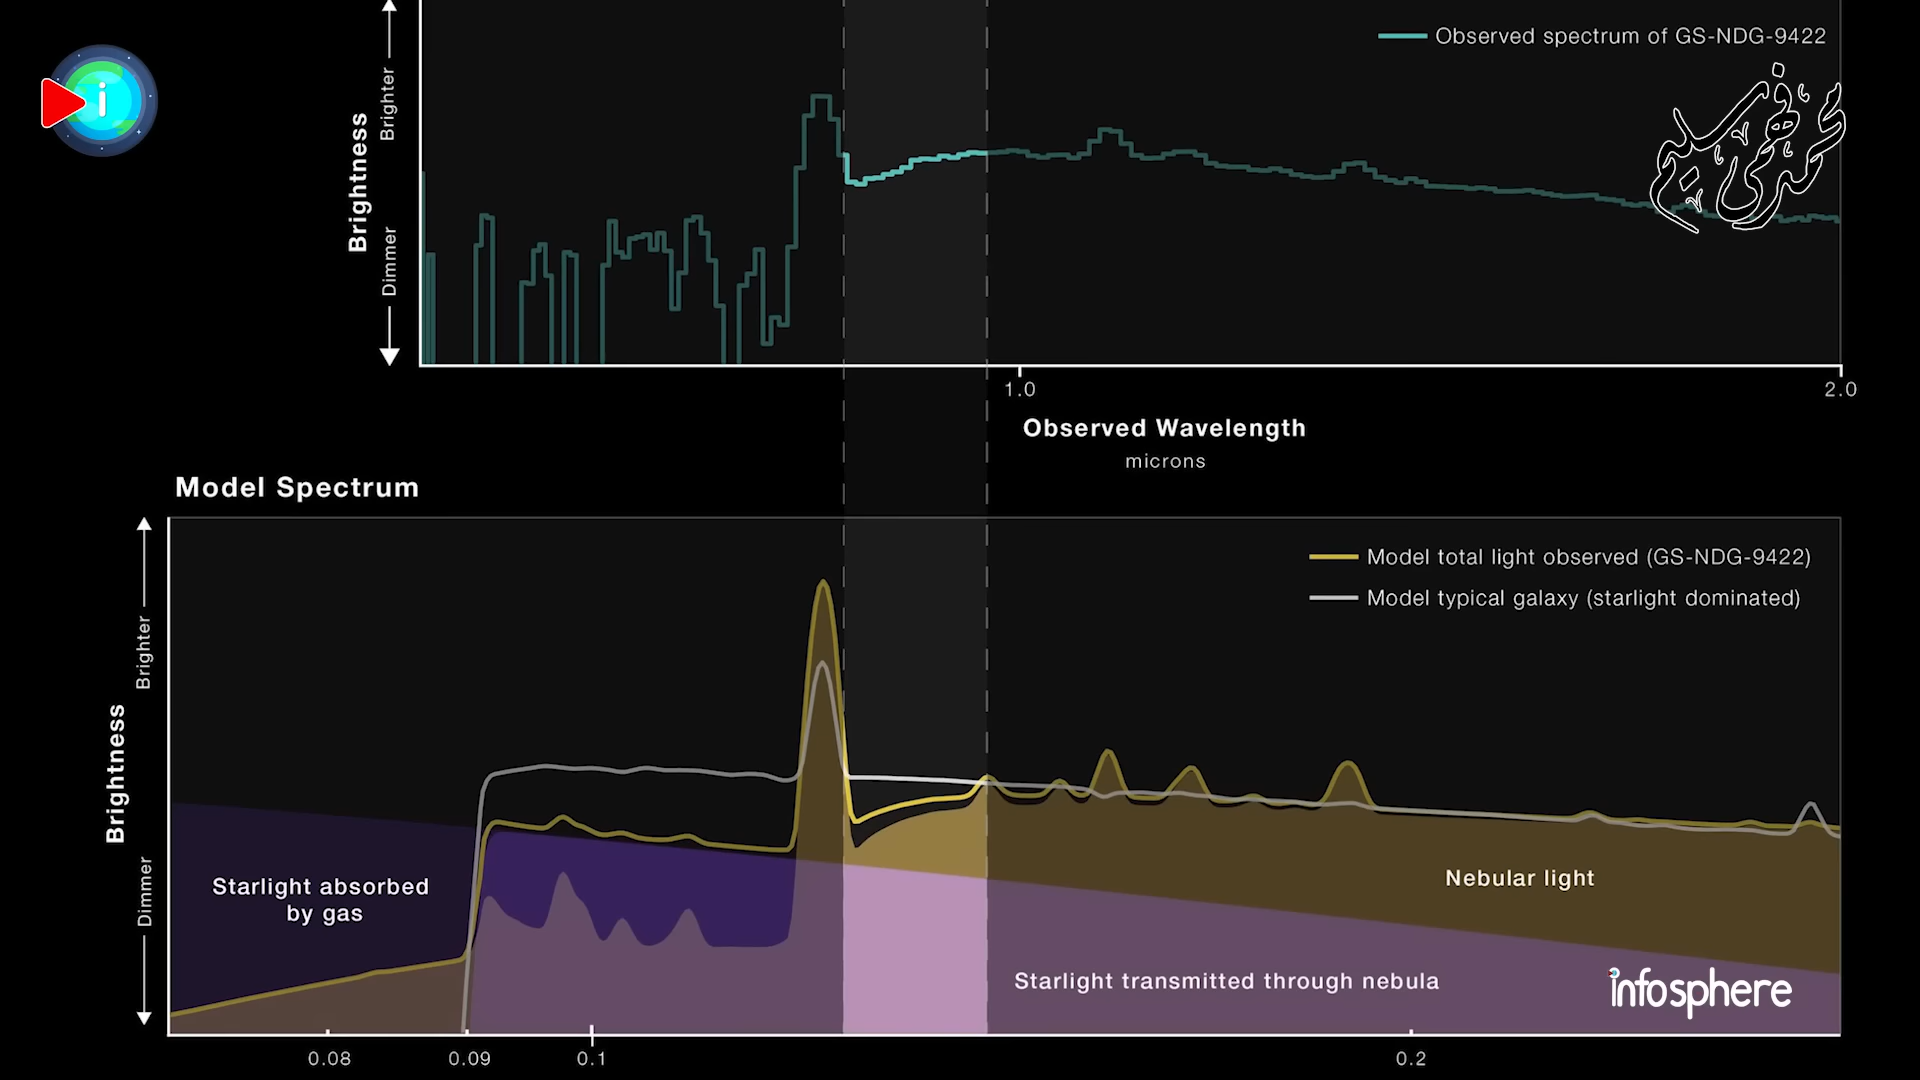 Observed spectrum of GS-NDG-9422
i
Brightness
Brighter
Dimmer
1.0
2.0
Observed Wavelength
microns
Model Spectrum
Model total light observed (GS-NDG-9422)
Model typical galaxy (starlight dominated)
Brightness
Brighter
Dimmer
Starlight absorbed
by gas
Nebular light
Starlight transmitted through nebula
infosphere
0.08
0.09
0.1
0.2